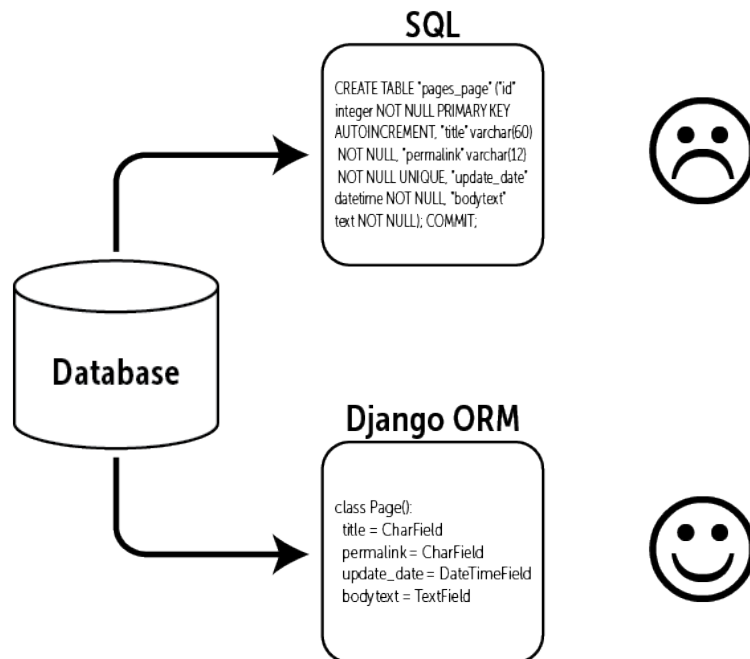 SQL
CREATE TABLE "pages_page" ("id"
integer NOT NULL PRIMARY KEY
AUTOINCREMENT, "title" varchar(60)
NOT NULL, "permalink" varchar(12)
NOT NULL UNIQUE, "update_date"
datetime NOT NULL, "bodytext"
text NOT NULL); COMMIT;
Database
Django ORM
class Page():
title = CharField
permalink = CharField
update_date = DateTimeField
bodytext = TextField